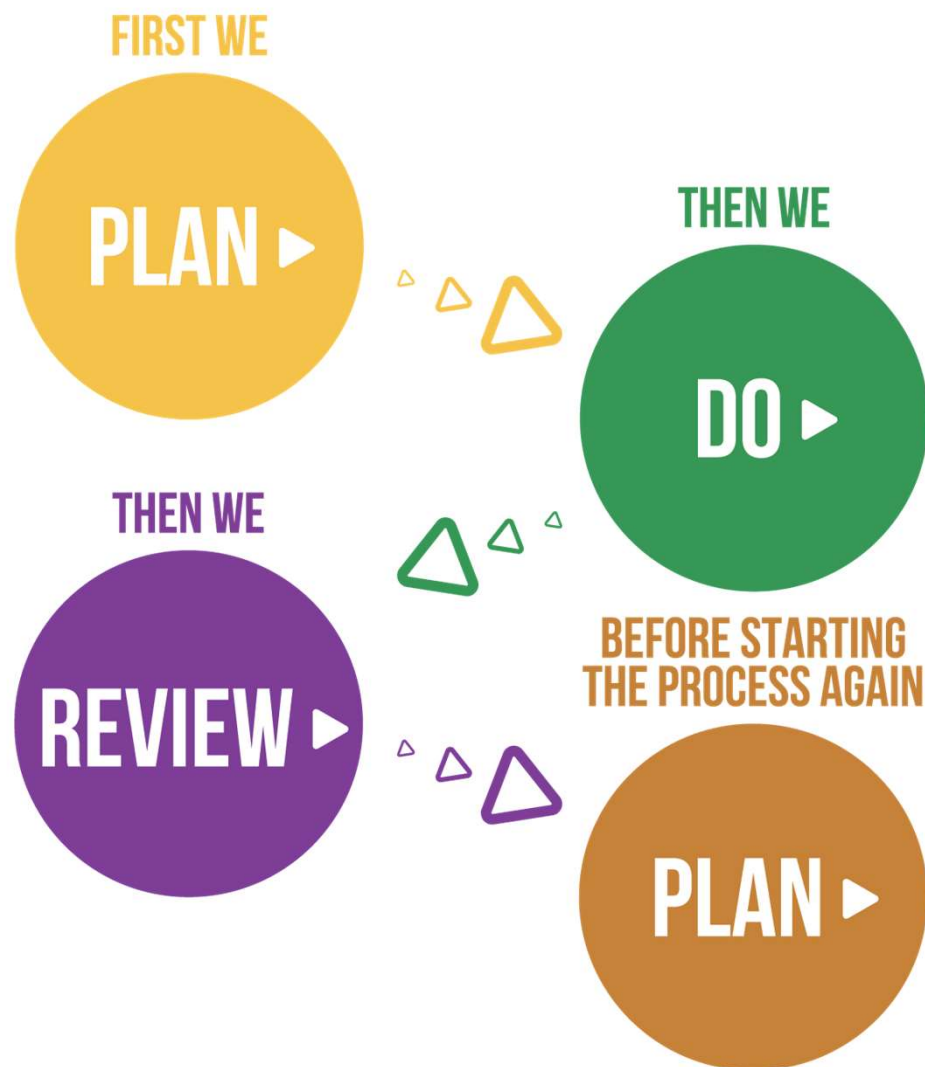 FIRST WE
PLAN
THEN WE
DO
THEN WE
REVIEW
BEFORE STARTING
THE PROCESS AGAIN
PLAN